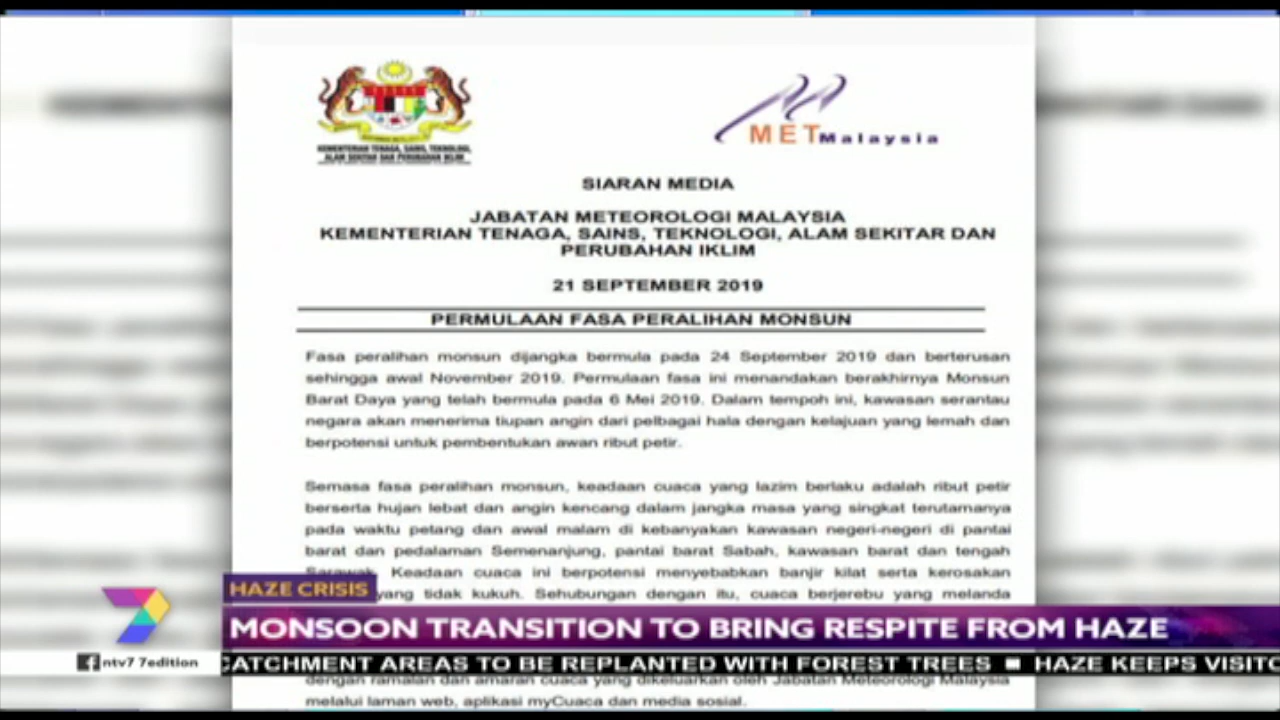 KEMENTERIAN TENAGA, SAINS, TEKNOLOGI,
ALAM SEKITAR DAN PERUBAHAN IKLIM
METMalaysia
SIARAN MEDIA
JABATAN METEOROLOGI MALAYSIA
KEMENTERIAN TENAGA, SAINS, TEKNOLOGI, ALAM SEKITAR DAN
PERUBAHAN IKLIM
21 SEPTEMBER 2019
PERMULAAN FASA PERALIHAN MONSUN
Fasa peralihan monsun dijangka bermula pada 24 September 2019 dan berterusan
sehingga awal November 2019. Permulaan fasa ini menandakan berakhirnya Monsun
Barat Daya yang telah bermula pada 6 Mei 2019. Dalam tempoh ini, kawasan serantau
negara akan menerima tiupan angin dari pelbagai hala dengan kelajuan yang lemah dan
berpotensi untuk pembentukan awan ribut petir.
Semasa fasa peralihan monsun, keadaan cuaca yang lazim berlaku adalah ribut petir
berserta hujan lebat dan angin kencang dalam jangka masa yang singkat terutamanya
pada waktu petang dan awal malam di kebanyakan kawasan negeri-negeri di pantai
barat dan pedalaman Semenanjung, pantai barat Sabah, kawasan barat dan tengah
Sarawak. Keadaan cuaca ini berpotensi menyebabkan banjir kilat serta kerosakan
yang tidak kukuh. Sehubungan dengan itu, cuaca berjerebu yang melanda
HAZE CRISIS
MONSOON TRANSITION TO BRING RESPITE FROM HAZE
ntv7 7edition
CATCHMENT AREAS TO BE REPLANTED WITH FOREST TREES ■ HAZE KEEPS VISITO
dengan ramalan dan amaran cuaca yang dikeluarkan oleh Jabatan Meteorologi Malaysia
melalui laman web, aplikasi myCuaca dan media sosial.